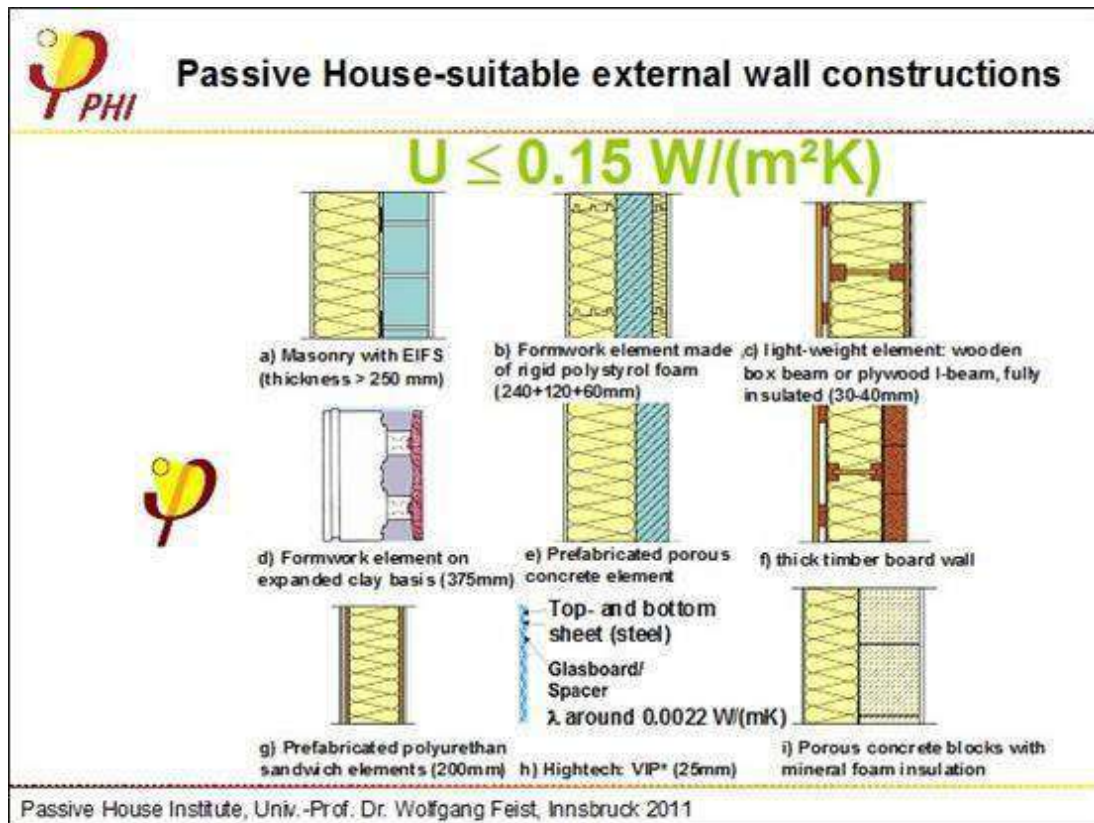 PHI
Passive House-suitable external wall constructions
U ≤ 0.15 W/(m²K)
a) Masonry with EIFS
(thickness > 250 mm)
b) Formwork element made
of rigid polystyrol foam
(240+120+60mm)
,c) light-weight element: wooden
box beam or plywood I-beam, fully
insulated (30-40mm)
d) Formwork element on
expanded clay basis (375mm)
e) Prefabricated porous
concrete element
f) thick timber board wall
g) Prefabricated polyurethan
sandwich elements (200mm)
Top- and bottom
sheet (steel)
Glasboard/
Spacer
λ around 0.0022 W/(mK)
h) Hightech: VIP* (25mm)
i) Porous concrete blocks with
mineral foam insulation
Passive House Institute, Univ.-Prof. Dr. Wolfgang Feist, Innsbruck 2011